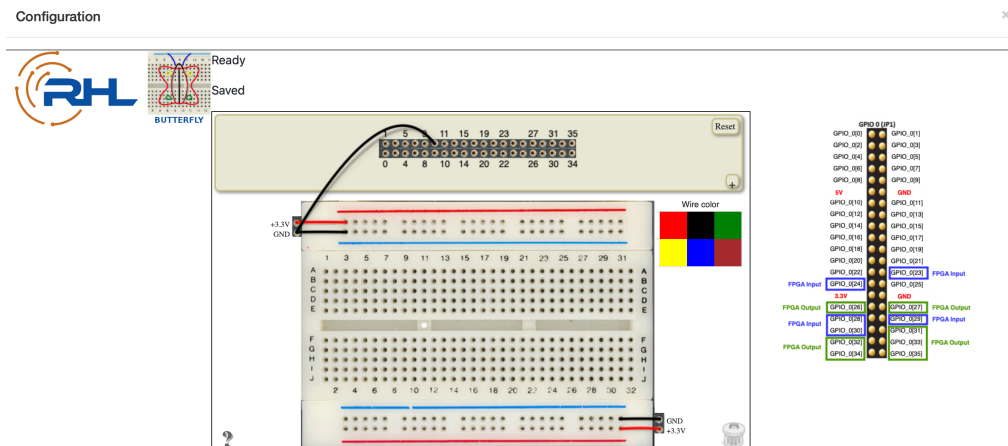 Configuration
×
RHL
BUTTERFLY
Ready
Saved
1 5 9 11 15 19 23 27 31 35
0 4 8 10 14 20 22 26 30 34
Reset
+
+3.3V
GND
Wire color
1 3 5 7 9 11 13 15 17 19 21 23 25 27 29 31
A A
B B
C C
D D
E E
F F
G G
H H
I I
J J
2 4 6 8 10 12 14 16 18 20 22 24 26 28 30 32
GND
+3.3V
?
GPIO 0 (JP1)
GPIO_0[0] GPIO_0[1]
GPIO_0[2] GPIO_0[3]
GPIO_0[4] GPIO_0[5]
GPIO_0[6] GPIO_0[7]
GPIO_0[8] GPIO_0[9]
5V GND
GPIO_0[10] GPIO_0[11]
GPIO_0[12] GPIO_0[13]
GPIO_0[14] GPIO_0[15]
GPIO_0[16] GPIO_0[17]
GPIO_0[18] GPIO_0[19]
GPIO_0[20] GPIO_0[21]
GPIO_0[22] GPIO_0[23] FPGA Input
FPGA Input GPIO_0[24] GPIO_0[25]
3.3V GND
FPGA Output GPIO_0[26] GPIO_0[27] FPGA Output
FPGA Input GPIO_0[28] GPIO_0[29] FPGA Input
GPIO_0[30] GPIO_0[31]
FPGA Output GPIO_0[32] GPIO_0[33] FPGA Output
GPIO_0[34] GPIO_0[35]